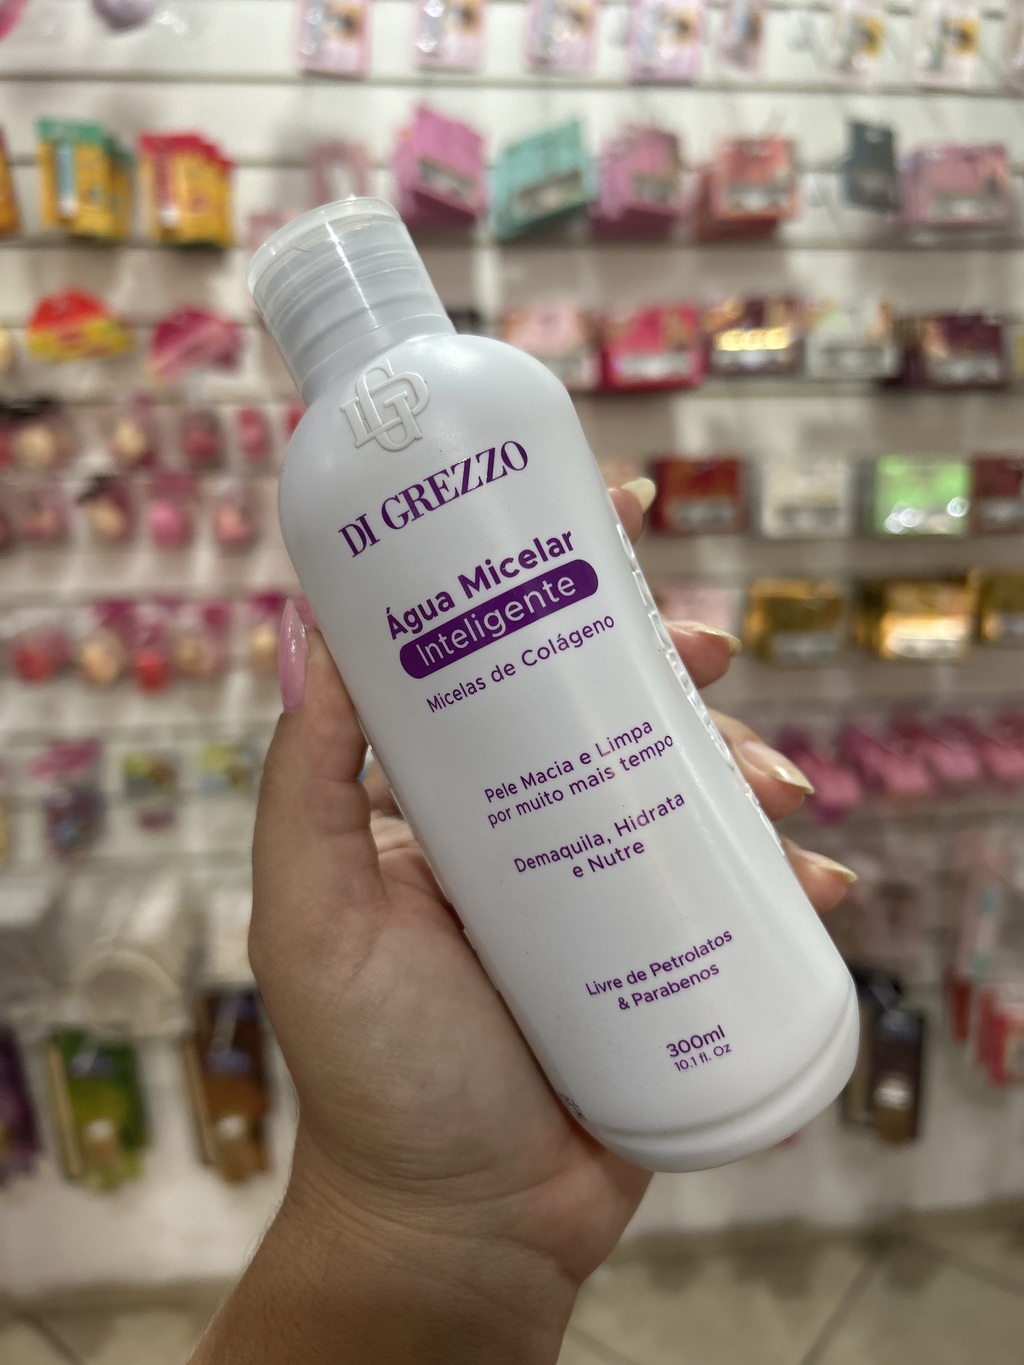 DG
DI GREZZO
Água Micelar
Inteligente
Micelas de Colágeno
Pele Macia e Limpa
por muito mais tempo
Demaquila, Hidrata
e Nutre
Livre de Petrolatos
& Parabenos
300ml
10.1 fl. Oz